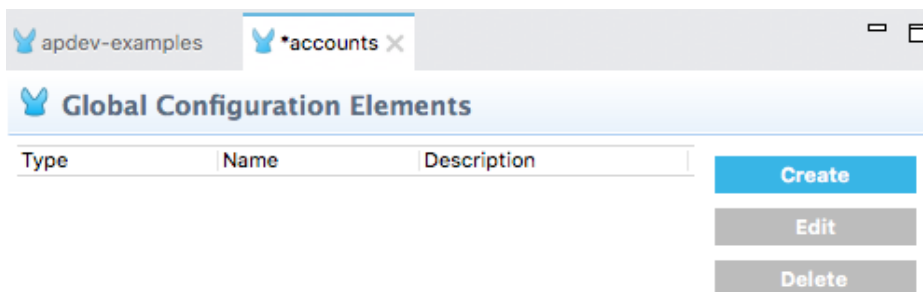 apdev-examples *accounts
Global Configuration Elements
Type Name Description
Create
Edit
Delete